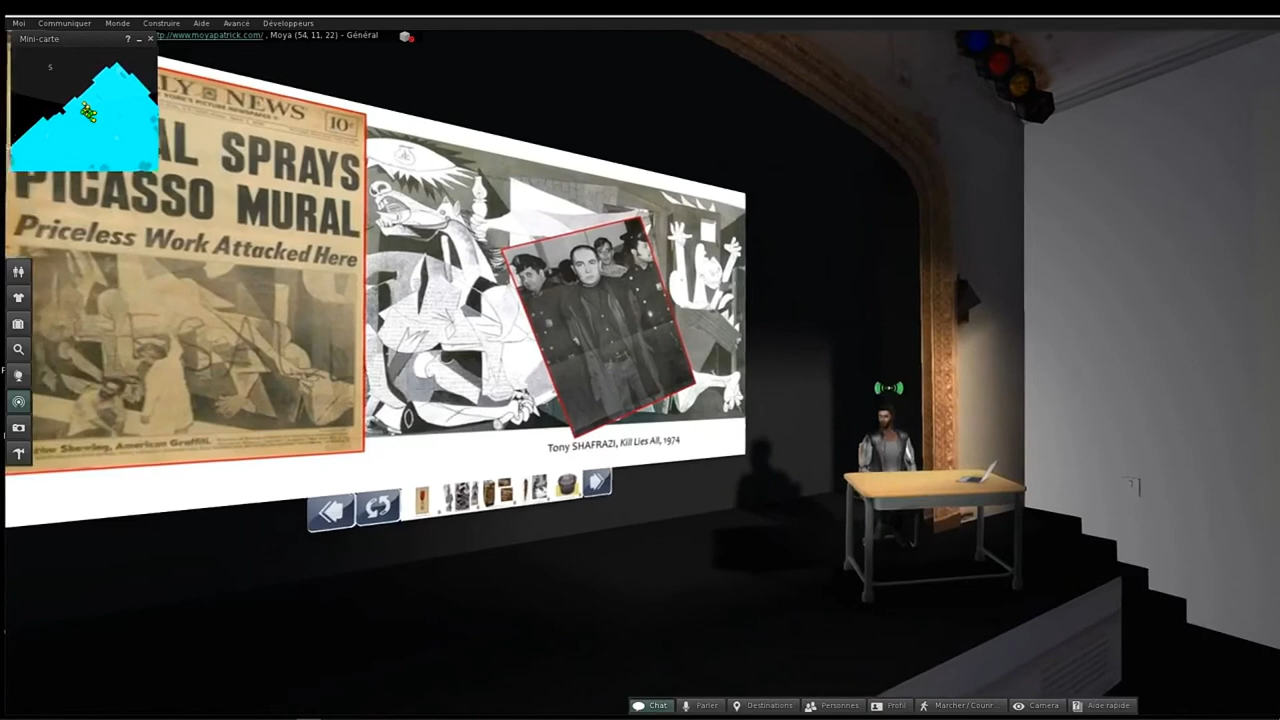 Moi Communiquer Monde Construire Aide Avancé Développeurs
Mini-carte ? _ ×
ttp://www.moyapatrick.com/ , Moya (54, 11, 22) - Général
S
LY NEWS
10¢
AL SPRAYS
PICASSO MURAL
Priceless Work Attacked Here
Tony SHAFRAZI, Kill Lies All, 1974
Chat Parler Destinations Personnes Profil Marcher / Courir... Caméra Aide rapide